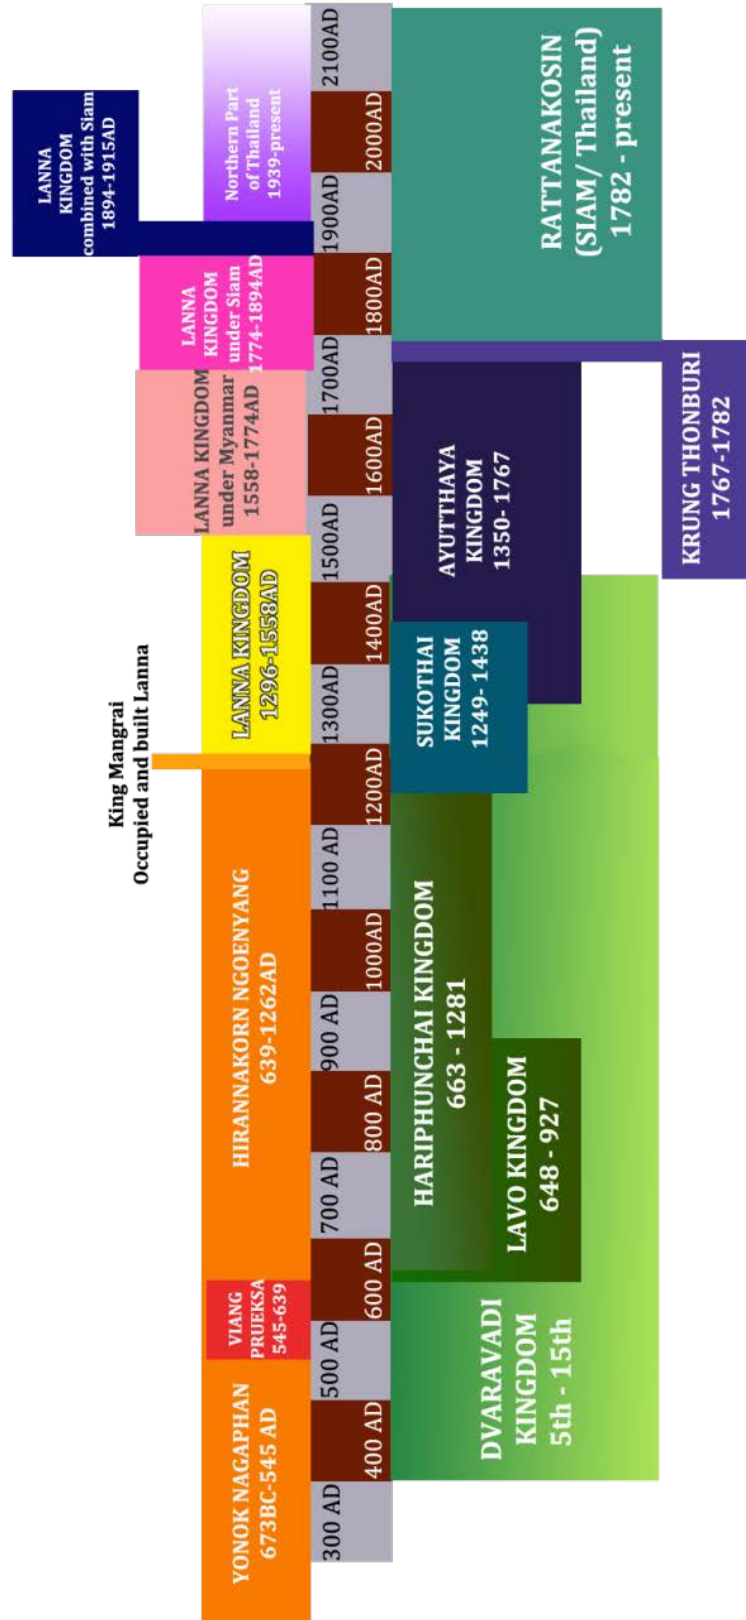 YONOK NAGAPHAN
673BC-545 AD
VIANG
PRUEKSA
545-639
HIRANNAKORN NGOENYANG
639-1262AD
King Mangrai
Occupied and built Lanna
LANNA KINGDOM
1296-1558AD
LANNA KINGDOM
under Myanmar
1558-1774AD
LANNA
KINGDOM
under Siam
1774-1894AD
LANNA
KINGDOM
combined with Siam
1894-1915AD
Northern Part
of Thailand
1939-present
300 AD
400 AD
500 AD
600 AD
700 AD
800 AD
900 AD
1000AD
1100 AD
1200AD
1300AD
1400AD
1500AD
1600AD
1700AD
1800AD
1900AD
2000AD
2100AD
DVARAVADI
KINGDOM
5th - 15th
LAVO KINGDOM
648 - 927
HARIPHUNCHAI KINGDOM
663 - 1281
SUKOTHAI
KINGDOM
1249- 1438
AYUTTHAYA
KINGDOM
1350- 1767
KRUNG THONBURI
1767-1782
RATTANAKOSIN
(SIAM/ Thailand)
1782 - present